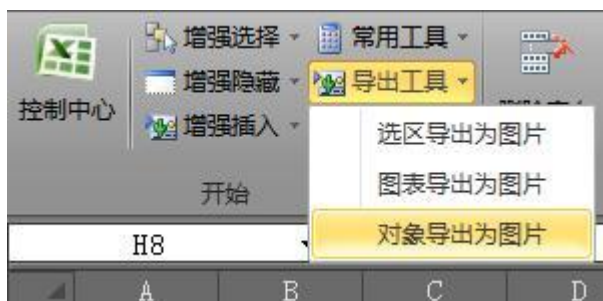 增强选择
常用工具
增强隐藏
导出工具
控制中心
增强插入
选区导出为图片
图表导出为图片
开始
对象导出为图片
H8
A B C D